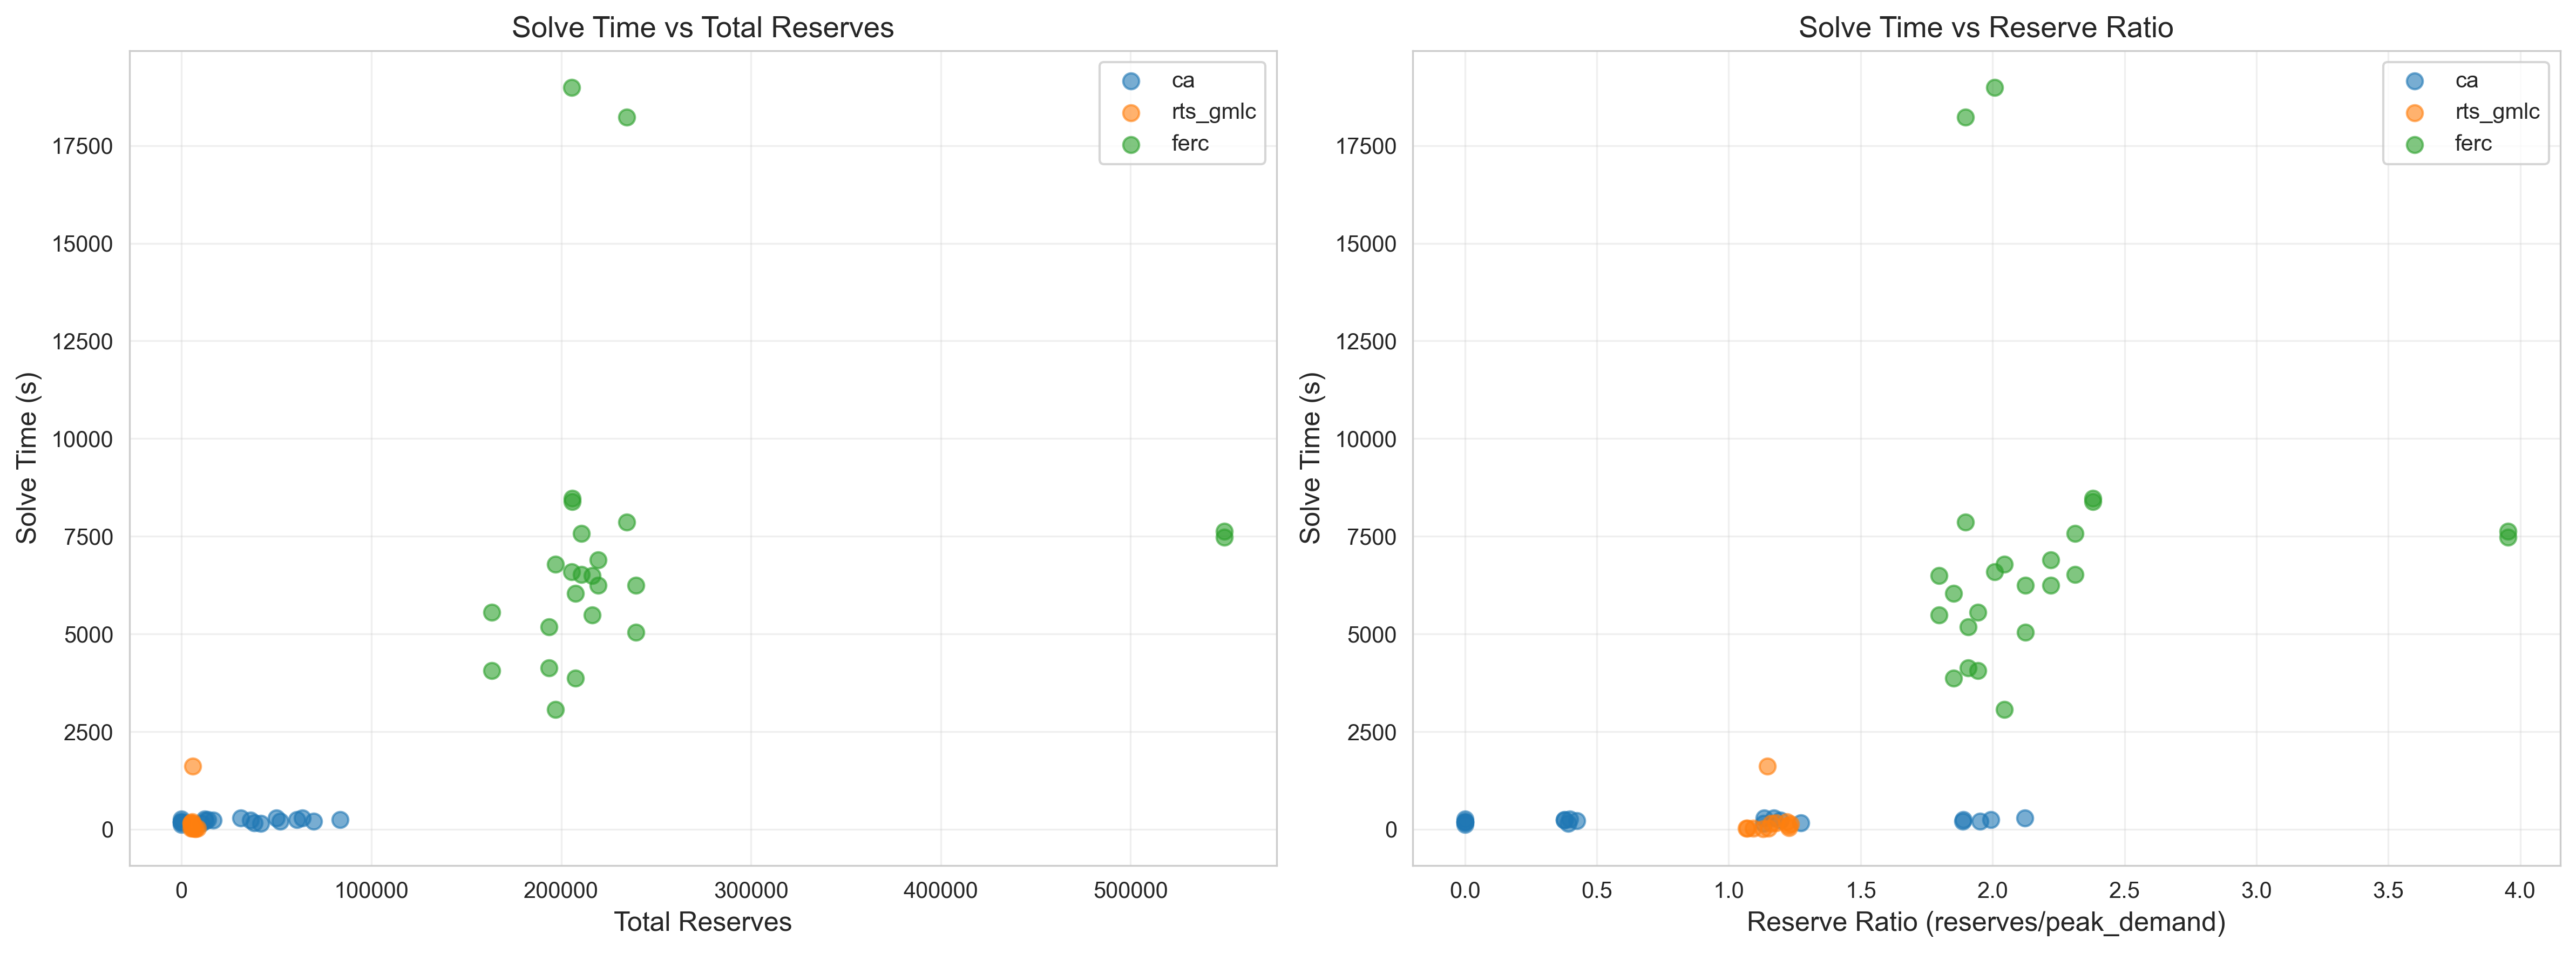 Solve Time vs Total Reserves
ca
rts_gmlc
ferc
Solve Time (s)
17500
15000
12500
10000
7500
5000
2500
0
0 100000 200000 300000 400000 500000
Total Reserves
Solve Time vs Reserve Ratio
ca
rts_gmlc
ferc
Solve Time (s)
17500
15000
12500
10000
7500
5000
2500
0
0.0 0.5 1.0 1.5 2.0 2.5 3.0 3.5 4.0
Reserve Ratio (reserves/peak_demand)